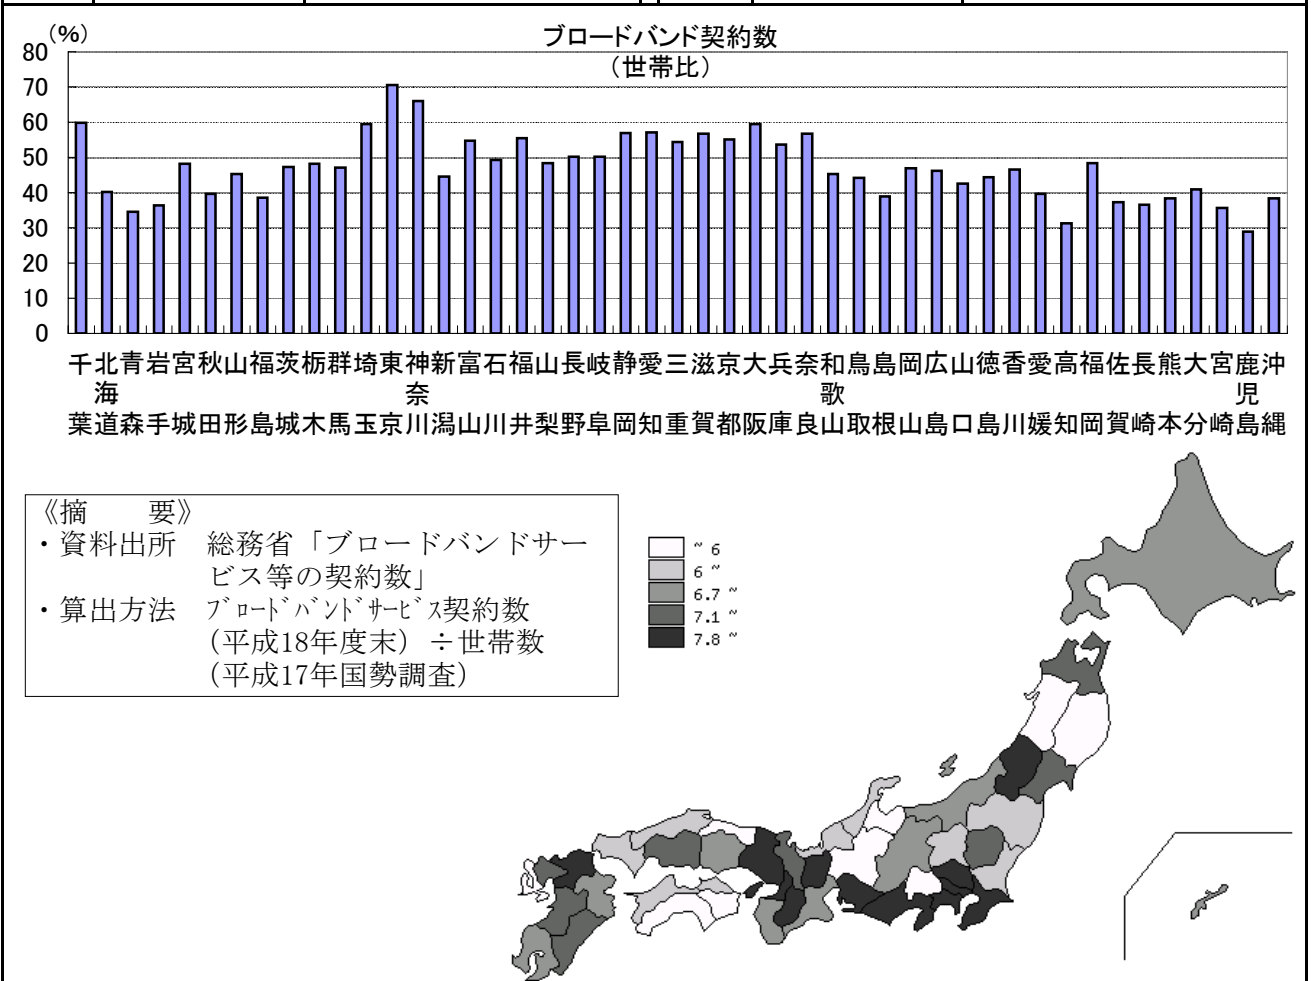 (%)
ブロードバンド契約数
(世帯比)
80
70
60
50
40
30
20
10
0
千葉 北海道 青森 岩手 宮城 秋田 山形 福島 茨城 栃木 群馬 埼玉 東京 神奈川 新潟 富山 石川 福井 山梨 長野 岐阜 静岡 愛知 三重 滋賀 京都 大阪 兵庫 奈良 和歌山 鳥取 島根 岡山 広島 山口 徳島 香川 愛媛 高知 福岡 佐賀 長崎 熊本 大分 宮崎 鹿児島 沖縄
《摘　　要》
・資料出所　総務省「ブロードバンドサー
ビス等の契約数」
・算出方法　ﾌﾞﾛｰﾄﾞﾊﾞﾝﾄﾞｻｰﾋﾞｽ契約数
(平成18年度末) ÷世帯数
(平成17年国勢調査)
~ 6
6 ~
6.7 ~
7.1 ~
7.8 ~